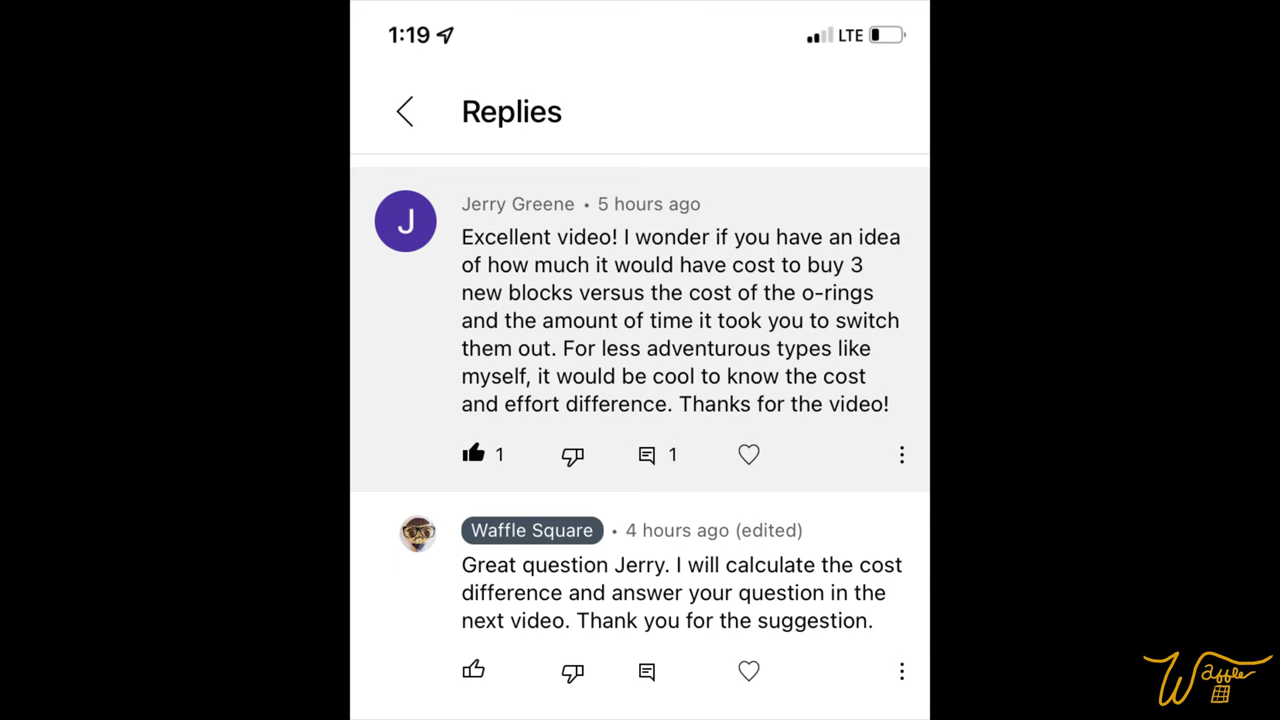 1:19 LTE
Replies
J
Jerry Greene • 5 hours ago
Excellent video! I wonder if you have an idea
of how much it would have cost to buy 3
new blocks versus the cost of the o-rings
and the amount of time it took you to switch
them out. For less adventurous types like
myself, it would be cool to know the cost
and effort difference. Thanks for the video!
1 1
Waffle Square • 4 hours ago (edited)
Great question Jerry. I will calculate the cost
difference and answer your question in the
next video. Thank you for the suggestion.
Waffle